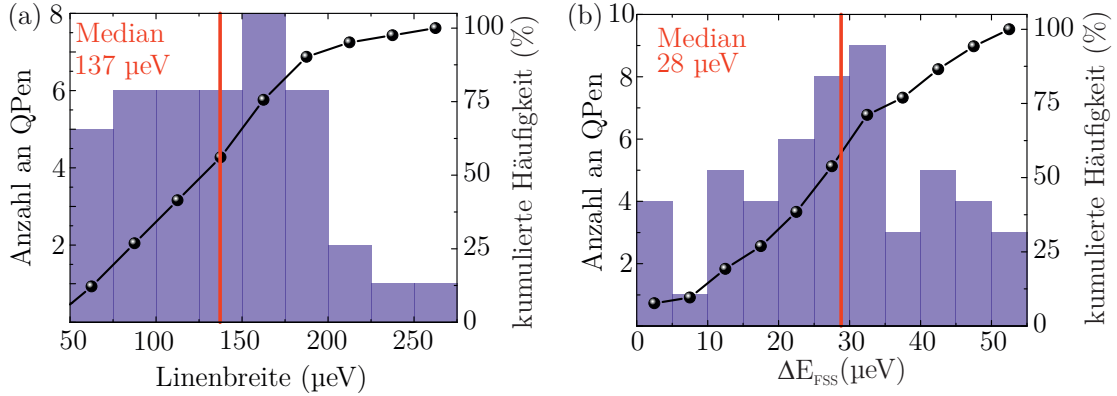 (a)
Median
137 µeV
Anzahl an QPen
8
6
4
2
50
100
150
200
250
Linenbreite (µeV)
100
75
50
25
0
kumulierte Häufigkeit (%)
(b)
Median
28 µeV
Anzahl an QPen
10
8
6
4
2
0
10
20
30
40
50
ΔE_FSS(µeV)
100
75
50
25
0
kumulierte Häufigkeit (%)